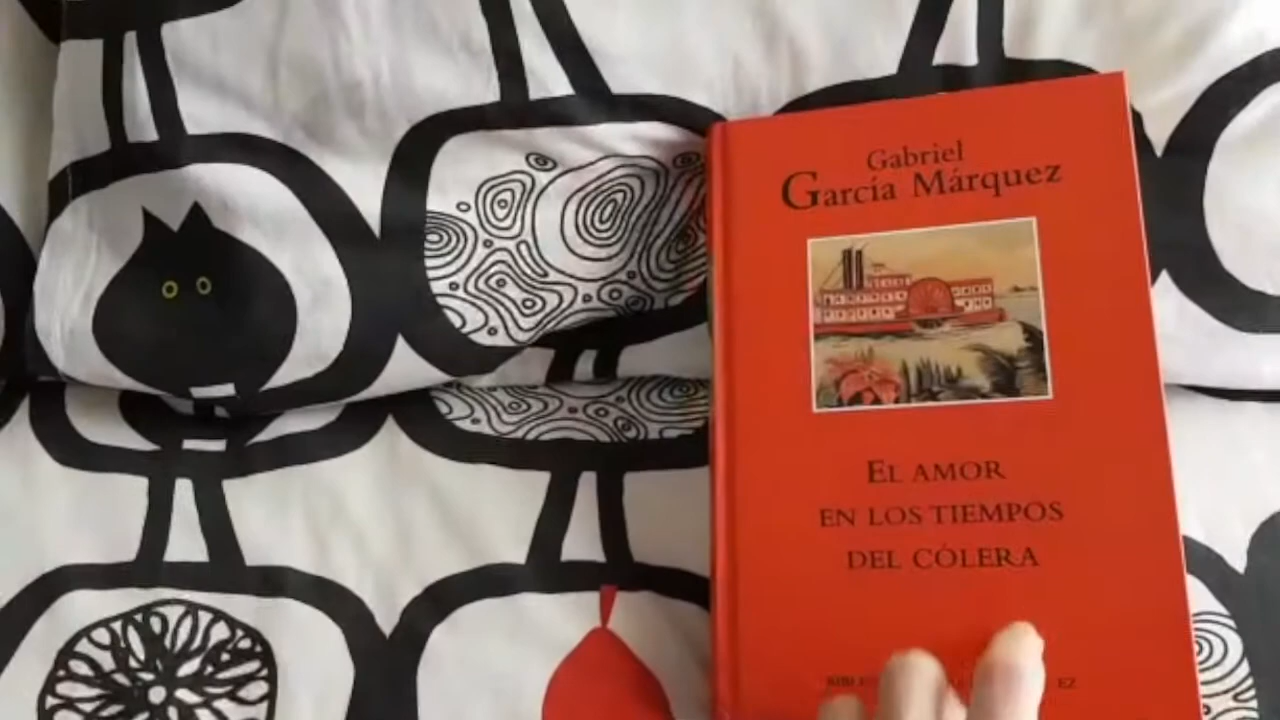 Gabriel
García Márquez
EL AMOR
EN LOS TIEMPOS
DEL CÓLERA